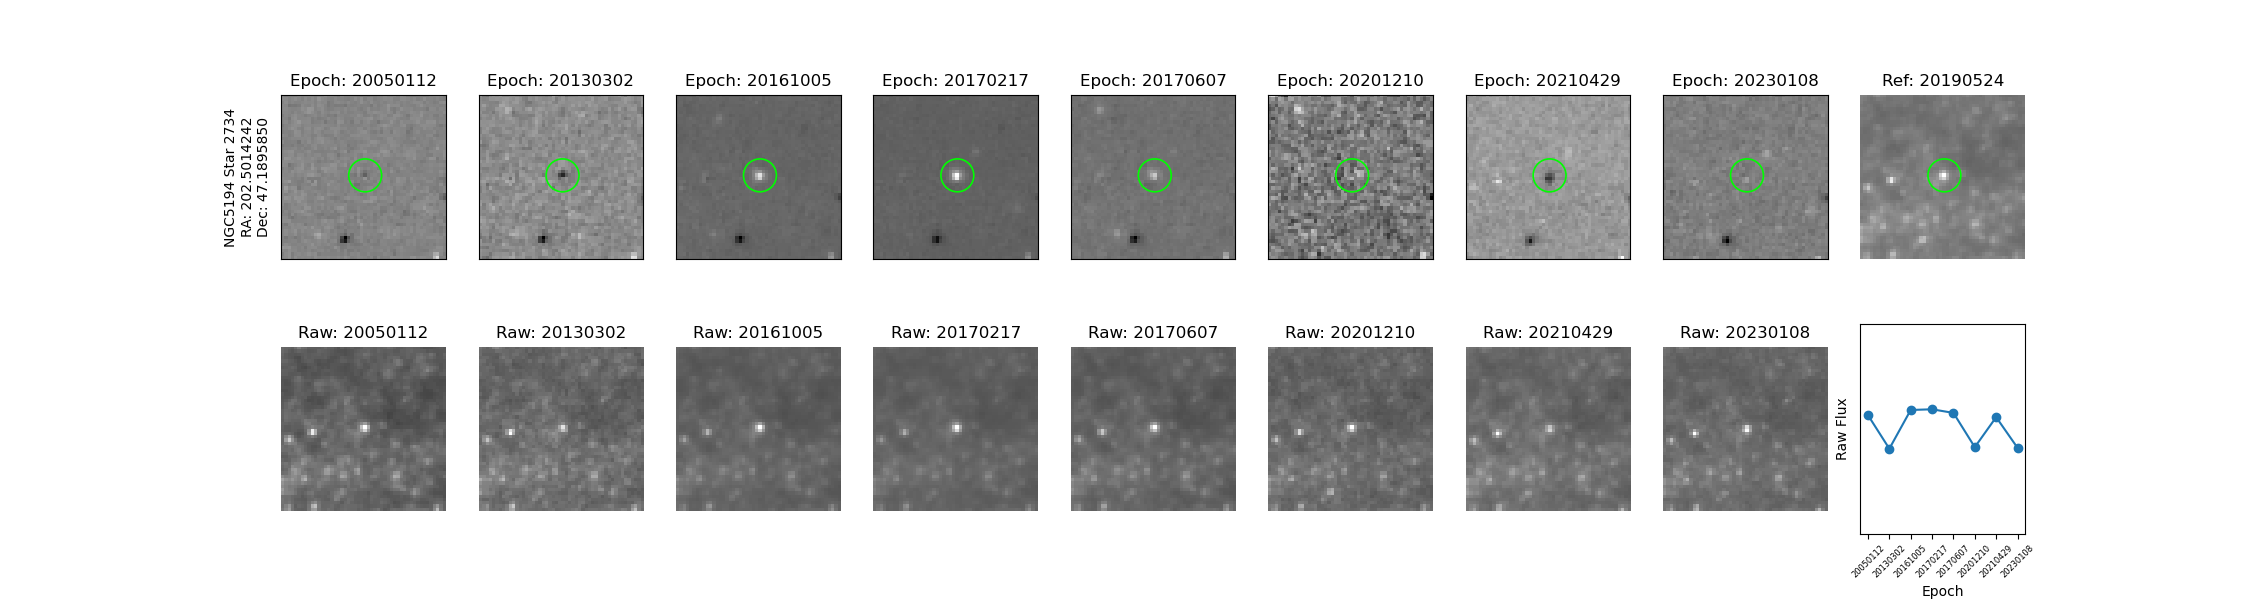 NGC5194 Star 2734
RA: 202.5014242
Dec: 47.1895850
Epoch: 20050112
Epoch: 20130302
Epoch: 20161005
Epoch: 20170217
Epoch: 20170607
Epoch: 20201210
Epoch: 20210429
Epoch: 20230108
Ref: 20190524
Raw: 20050112
Raw: 20130302
Raw: 20161005
Raw: 20170217
Raw: 20170607
Raw: 20201210
Raw: 20210429
Raw: 20230108
Raw Flux
20050112
20130302
20161005
20170217
20170607
20201210
20210429
20230108
Epoch